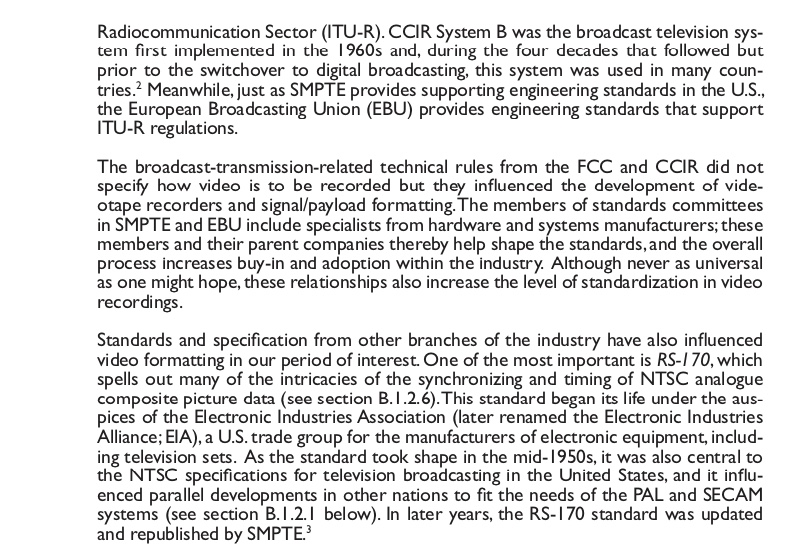 Radiocommunication Sector (ITU-R). CCIR System B was the broadcast television sys-
tem first implemented in the 1960s and, during the four decades that followed but
prior to the switchover to digital broadcasting, this system was used in many coun-
tries.2 Meanwhile, just as SMPTE provides supporting engineering standards in the U.S.,
the European Broadcasting Union (EBU) provides engineering standards that support
ITU-R regulations.

The broadcast-transmission-related technical rules from the FCC and CCIR did not
specify how video is to be recorded but they influenced the development of vide-
otape recorders and signal/payload formatting. The members of standards committees
in SMPTE and EBU include specialists from hardware and systems manufacturers; these
members and their parent companies thereby help shape the standards, and the overall
process increases buy-in and adoption within the industry. Although never as universal
as one might hope, these relationships also increase the level of standardization in video
recordings.

Standards and specification from other branches of the industry have also influenced
video formatting in our period of interest. One of the most important is RS-170, which
spells out many of the intricacies of the synchronizing and timing of NTSC analogue
composite picture data (see section B.1.2.6). This standard began its life under the aus-
pices of the Electronic Industries Association (later renamed the Electronic Industries
Alliance; EIA), a U.S. trade group for the manufacturers of electronic equipment, includ-
ing television sets. As the standard took shape in the mid-1950s, it was also central to
the NTSC specifications for television broadcasting in the United States, and it influ-
enced parallel developments in other nations to fit the needs of the PAL and SECAM
systems (see section B.1.2.1 below). In later years, the RS-170 standard was updated
and republished by SMPTE.3